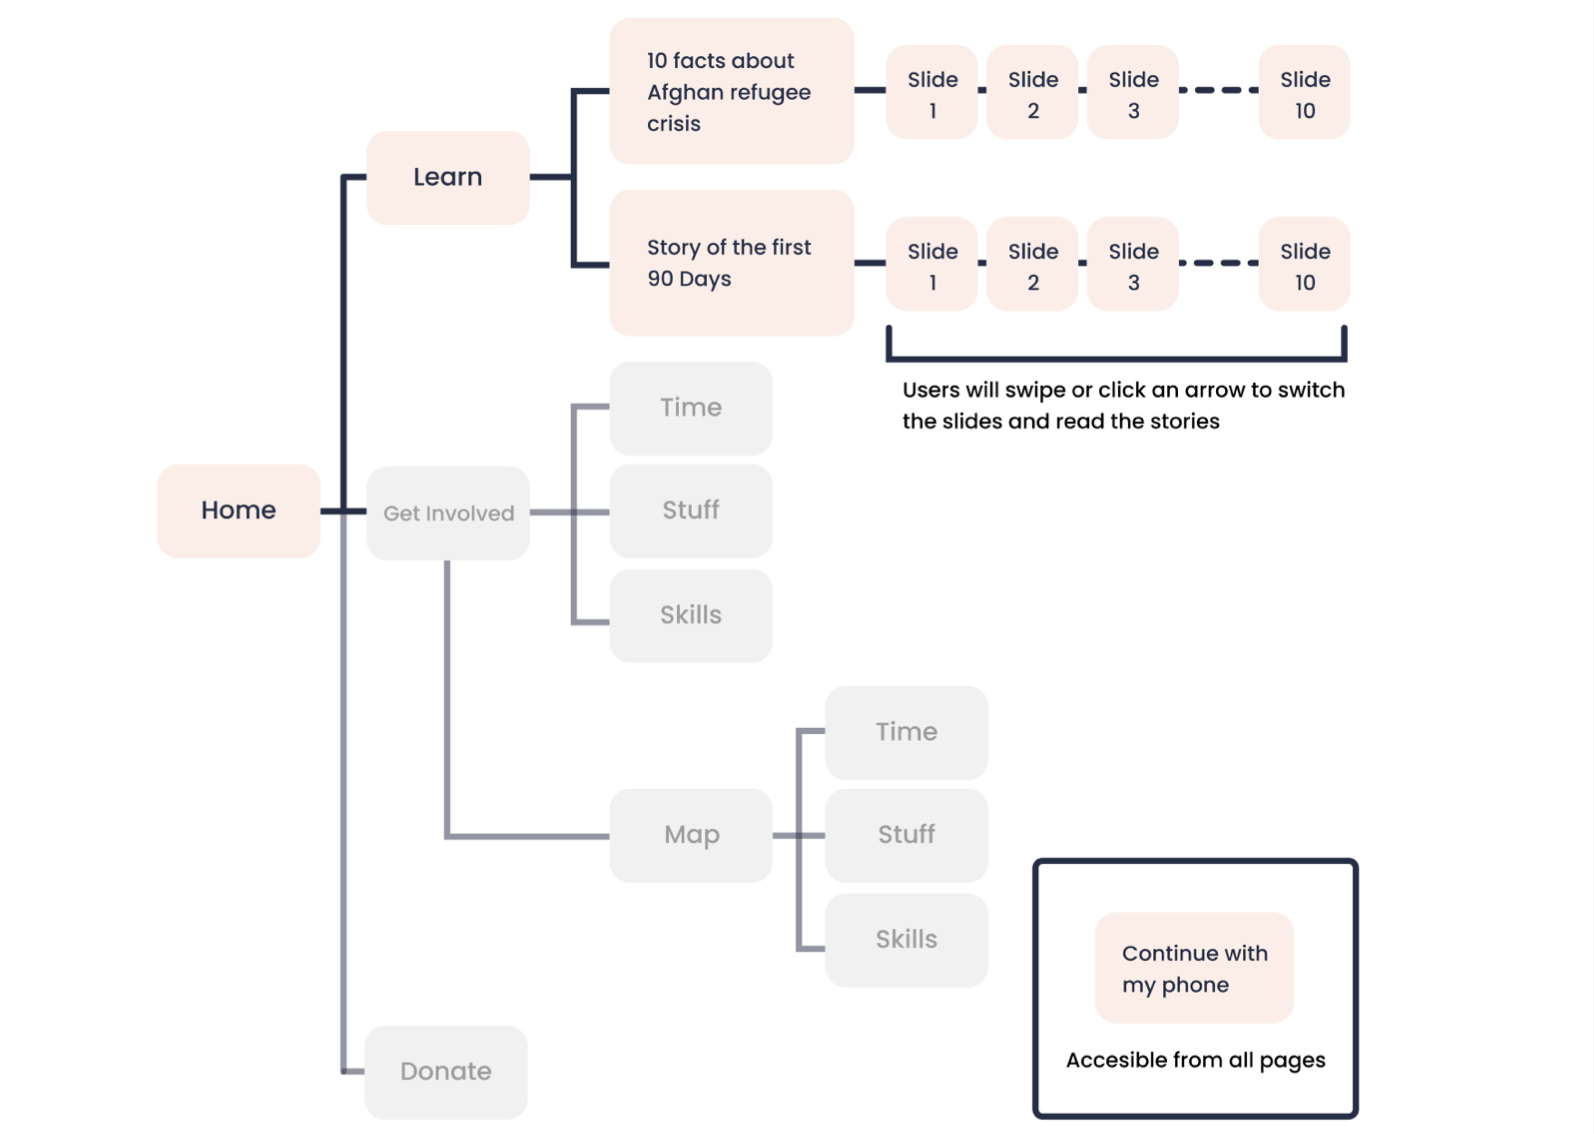 10 facts about
Afghan refugee
crisis
Slide
1
Slide
2
Slide
3
Slide
10
Learn
Story of the first
90 Days
Slide
1
Slide
2
Slide
3
Slide
10
Users will swipe or click an arrow to switch
the slides and read the stories
Time
Home
Get Involved
Stuff
Skills
Time
Map
Stuff
Skills
Continue with
my phone
Accesible from all pages
Donate